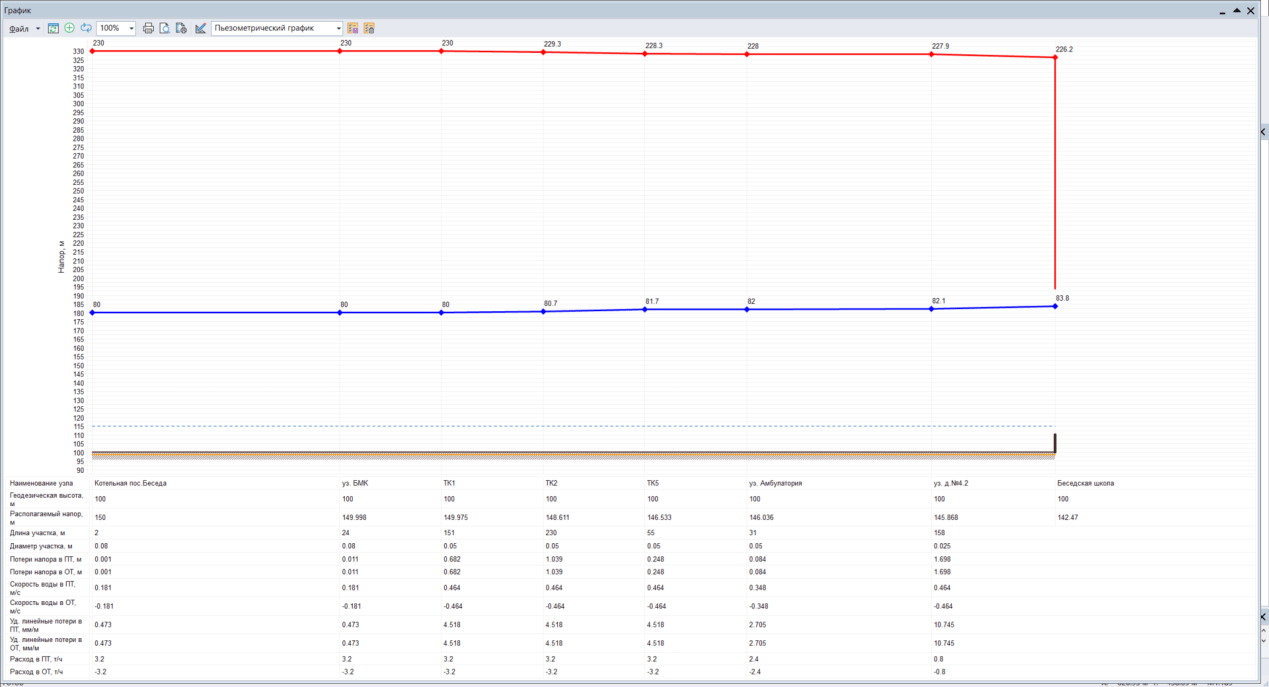 График
Файл 100% Пьезометрический график
230 230 230 229.3 228.3 228 227.9 226.2
330
325
320
315
310
305
300
295
290
285
280
275
270
265
260
255
250
245
240
235
230
225
220
215
210
205
200
195
190
185
180
175
170
165
160
155
150
145
140
135
130
125
120
115
110
105
100
95
90
Напор, м
80 80 80 80.7 81.7 82 82.1 83.8
Наименование узла Котельная пос.Беседа уз. БМК ТК1 ТК2 ТК5 уз. Амбулатория уз. д.№4.2 Беседская школа
Геодезическая высота, м 100 100 100 100 100 100 100 100
Располагаемый напор, м 150 149.998 149.975 148.611 146.533 146.036 145.868 142.47
Длина участка, м 2 24 151 230 55 31 158
Диаметр участка, м 0.08 0.08 0.05 0.05 0.05 0.05 0.025
Потери напора в ПТ, м 0.001 0.011 0.682 1.039 0.248 0.084 1.698
Потери напора в ОТ, м 0.001 0.011 0.682 1.039 0.248 0.084 1.698
Скорость воды в ПТ, м/с 0.181 0.181 0.464 0.464 0.464 0.348 0.464
Скорость воды в ОТ, м/с -0.181 -0.181 -0.464 -0.464 -0.464 -0.348 -0.464
Уд. линейные потери в ПТ, мм/м 0.473 0.473 4.518 4.518 4.518 2.705 10.745
Уд. линейные потери в ОТ, мм/м 0.473 0.473 4.518 4.518 4.518 2.705 10.745
Расход в ПТ, т/ч 3.2 3.2 3.2 3.2 3.2 2.4 0.8
Расход в ОТ, т/ч -3.2 -3.2 -3.2 -3.2 -3.2 -2.4 -0.8